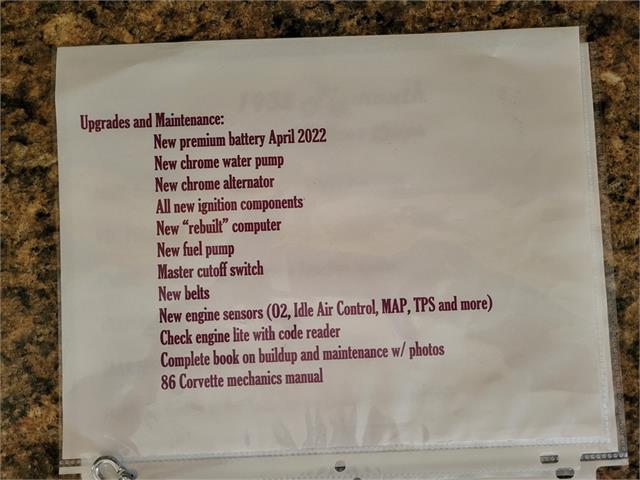 Upgrades and Maintenance:
New premium battery April 2022
New chrome water pump
New chrome alternator
All new ignition components
New “rebuilt” computer
New fuel pump
Master cutoff switch
New belts
New engine sensors (O2, Idle Air Control, MAP, TPS and more)
Check engine lite with code reader
Complete book on buildup and maintenance w/ photos
86 Corvette mechanics manual